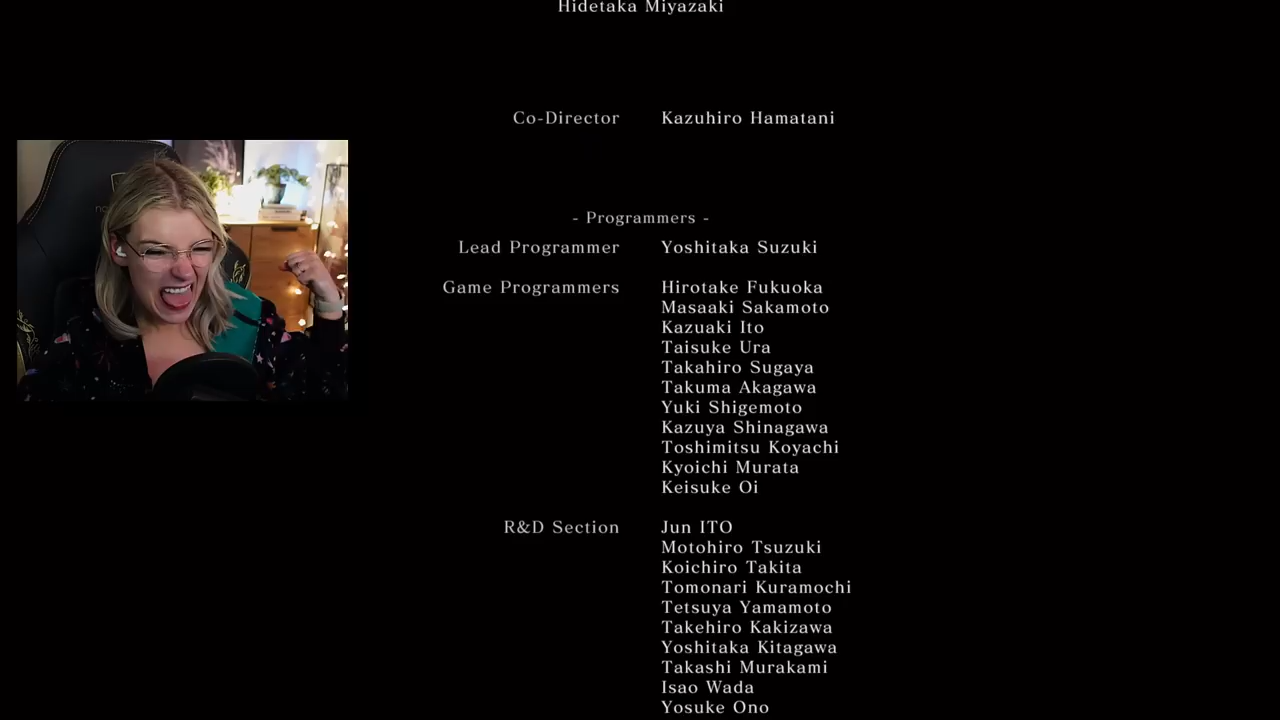 Hidetaka Miyazaki
Co-Director Kazuhiro Hamatani
- Programmers -
Lead Programmer Yoshitaka Suzuki
Game Programmers Hirotake Fukuoka
Masaaki Sakamoto
Kazuaki Ito
Taisuke Ura
Takahiro Sugaya
Takuma Akagawa
Yuki Shigemoto
Kazuya Shinagawa
Toshimitsu Koyachi
Kyoichi Murata
Keisuke Oi
R&D Section Jun ITO
Motohiro Tsuzuki
Koichiro Takita
Tomonari Kuramochi
Tetsuya Yamamoto
Takehiro Kakizawa
Yoshitaka Kitagawa
Takashi Murakami
Isao Wada
Yosuke Ono